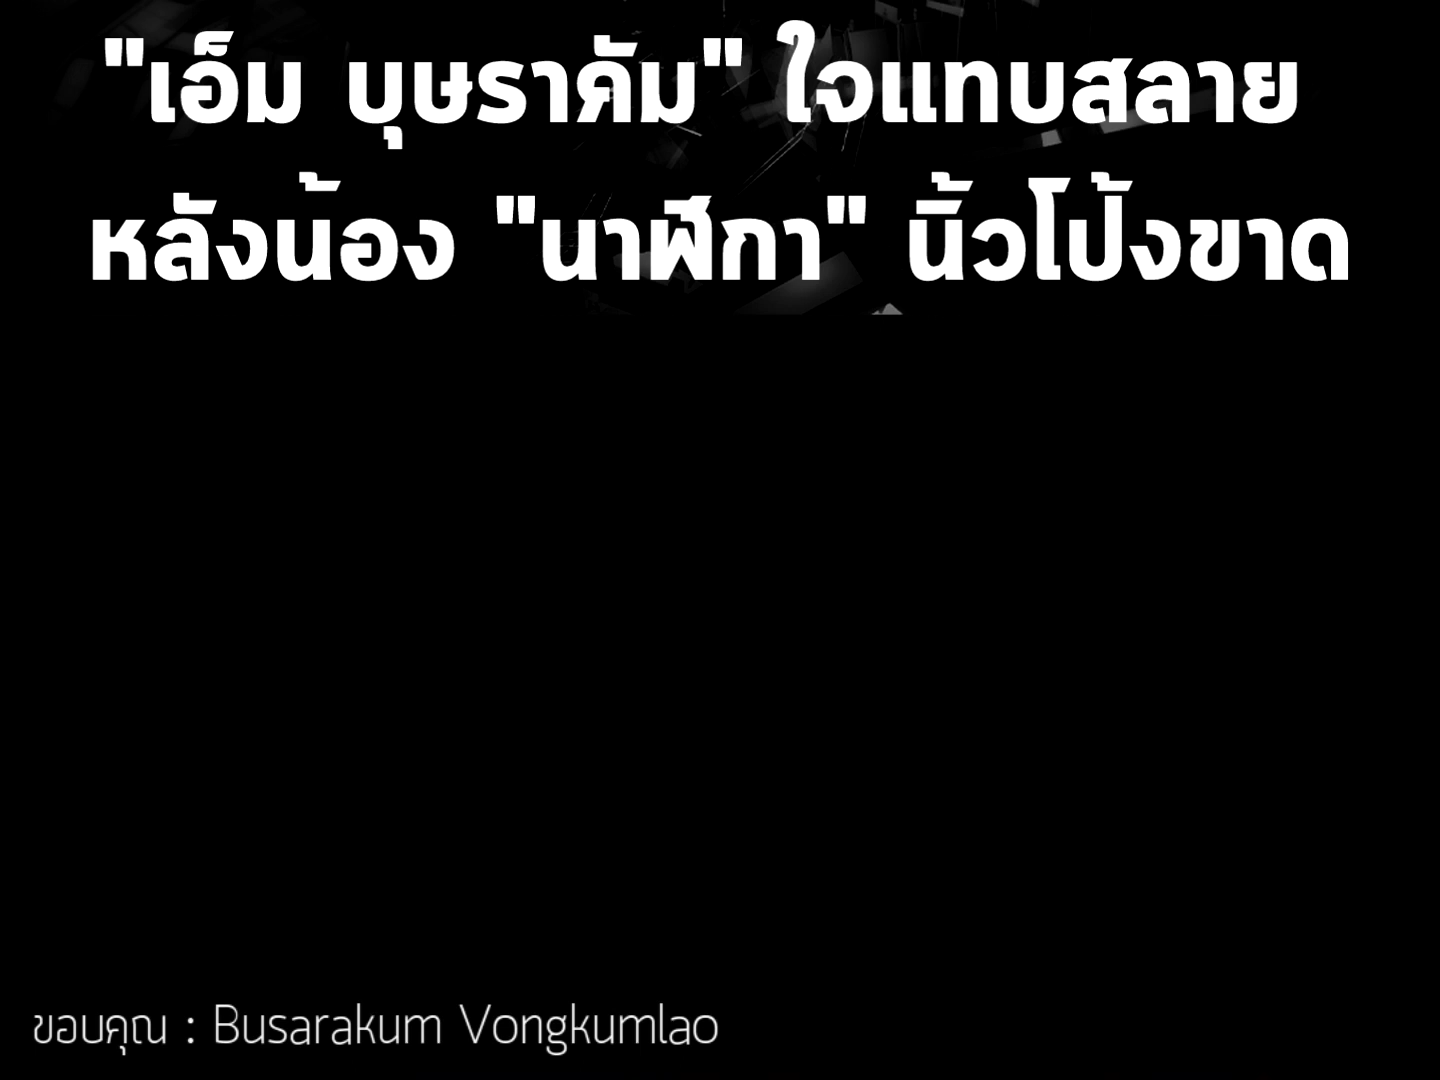 "เอ็ม บุษราคัม" ใจแทบสลาย
หลังน้อง "นาฬิกา" นิ้วโป้งขาด
ขอบคุณ : Busarakum Vongkumlao